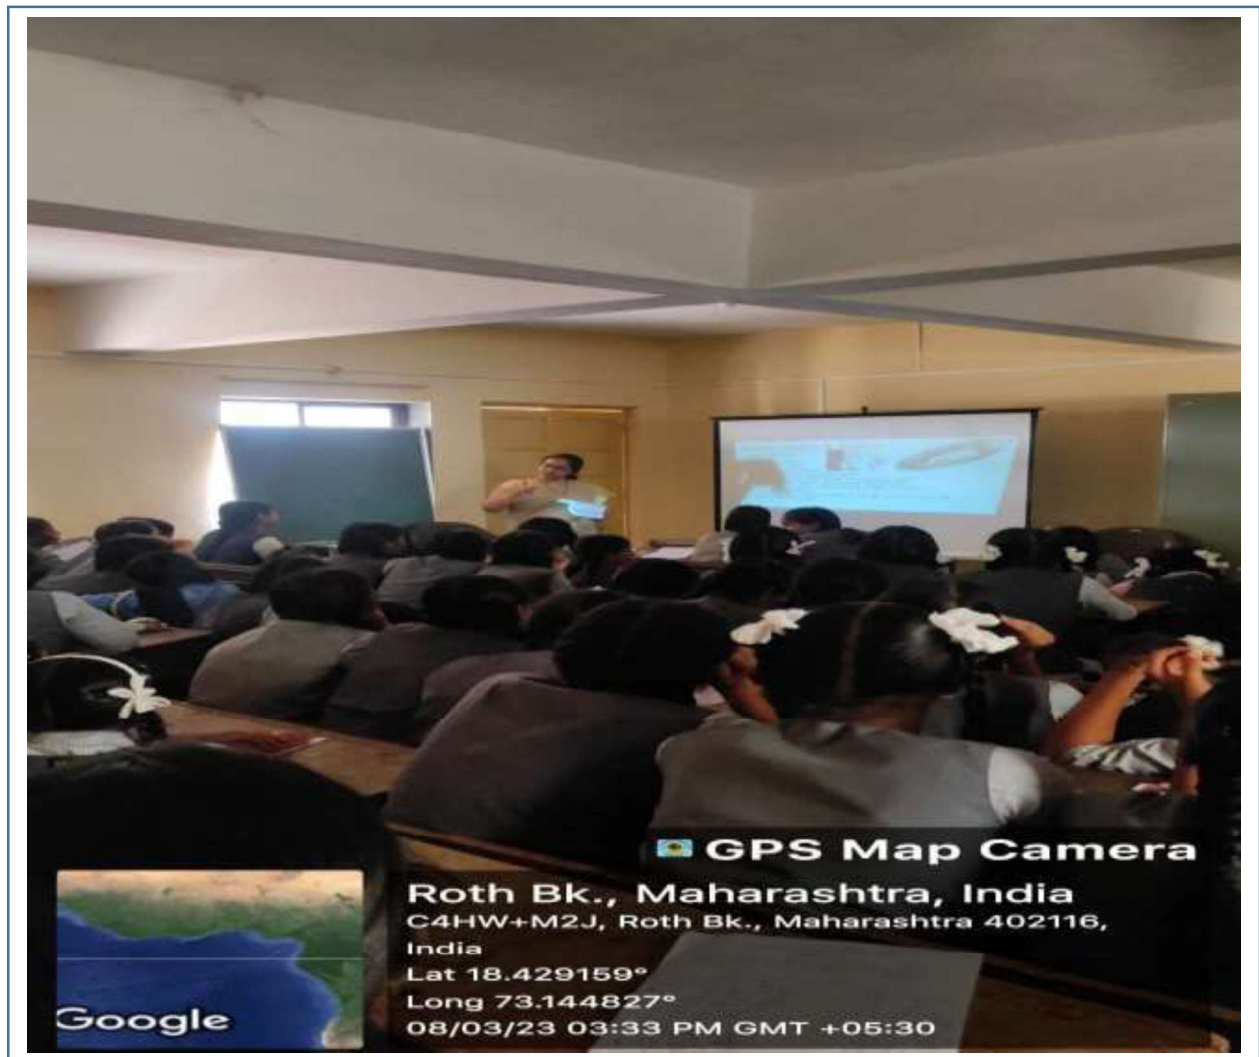 GPS Map Camera
Roth Bk., Maharashtra, India
C4HW+M2J, Roth Bk., Maharashtra 402116,
India
Lat 18.429159°
Long 73.144827°
08/03/23 03:33 PM GMT +05:30
Google